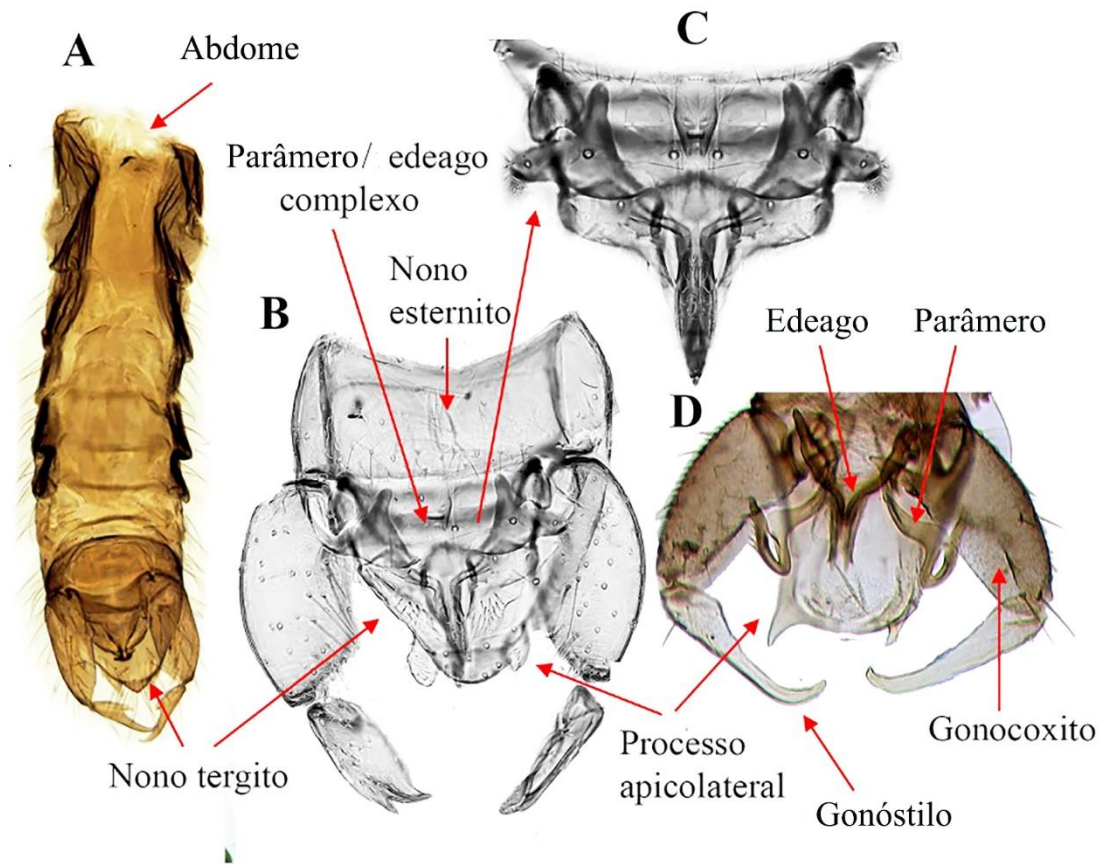 A
Abdome
C
Parâmero/ edeago
complexo
Nono
esternito
B
Edeago
Parâmero
D
Nono tergito
Processo
apicolateral
Gonocoxito
Gonóstilo